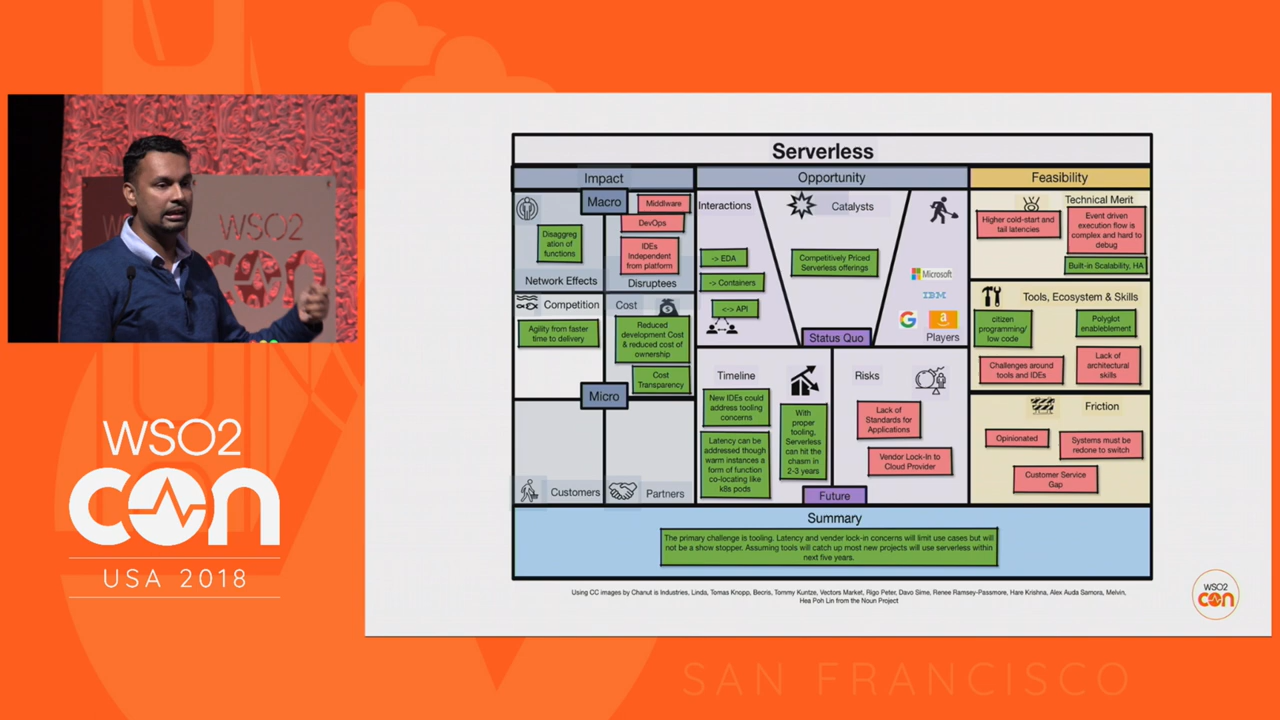 WSO2
CON
USA 2018
SAN FRANCISCO
WSO2
Serverless
Impact
Opportunity
Feasibility
Macro
Middlware
DevOps
IDEs
Independent
from platform
Disaggreg
ation of
functions
Network Effects
Disruptees
Competition
Cost
Agility from faster
time to delivery
Reduced
development Cost
& reduced cost of
ownership
Cost
Transparency
Micro
Customers
Partners
Interactions
-> EDA
-> Containers
<-> API
Catalysts
Competitively Priced
Serverless offerings
Status Quo
Microsoft
IBM
G
a
Players
Timeline
New IDEs could
address tooling
concerns
Latency can be
addressed though
warm instances a
form of function
co-locating like
k8s pods
With
proper
tooling,
Serverless
can hit the
chasm in
2-3 years
Risks
Lack of
Standards for
Applications
Vendor Lock-In to
Cloud Provider
Future
Technical Merit
Higher cold-start and
tail latencies
Event driven
execution flow is
complex and hard to
debug
Built-in Scalability, HA
Tools, Ecosystem & Skills
citizen
programming/
low code
Polyglot
enableblement
Challenges around
tools and IDEs
Lack of
architectural
skills
Friction
Opinionated
Systems must be
redone to switch
Customer Service
Gap
Summary
The primary challenge is tooling. Latency and vender lock-in concerns will limit use cases but will
not be a show stopper. Assuming tools will catch up most new projects will use serverless within
next five years.
Using CC images by Chanut is Industries, Linda, Tomas Knopp, Becris, Tommy Kuntze, Vectors Market, Rigo Peter, Davo Sime, Renee Ramsey-Passmore, Hare Krishna, Alex Auda Samora, Melvin,
Hea Poh Lin from the Noun Project
WSO2
CON